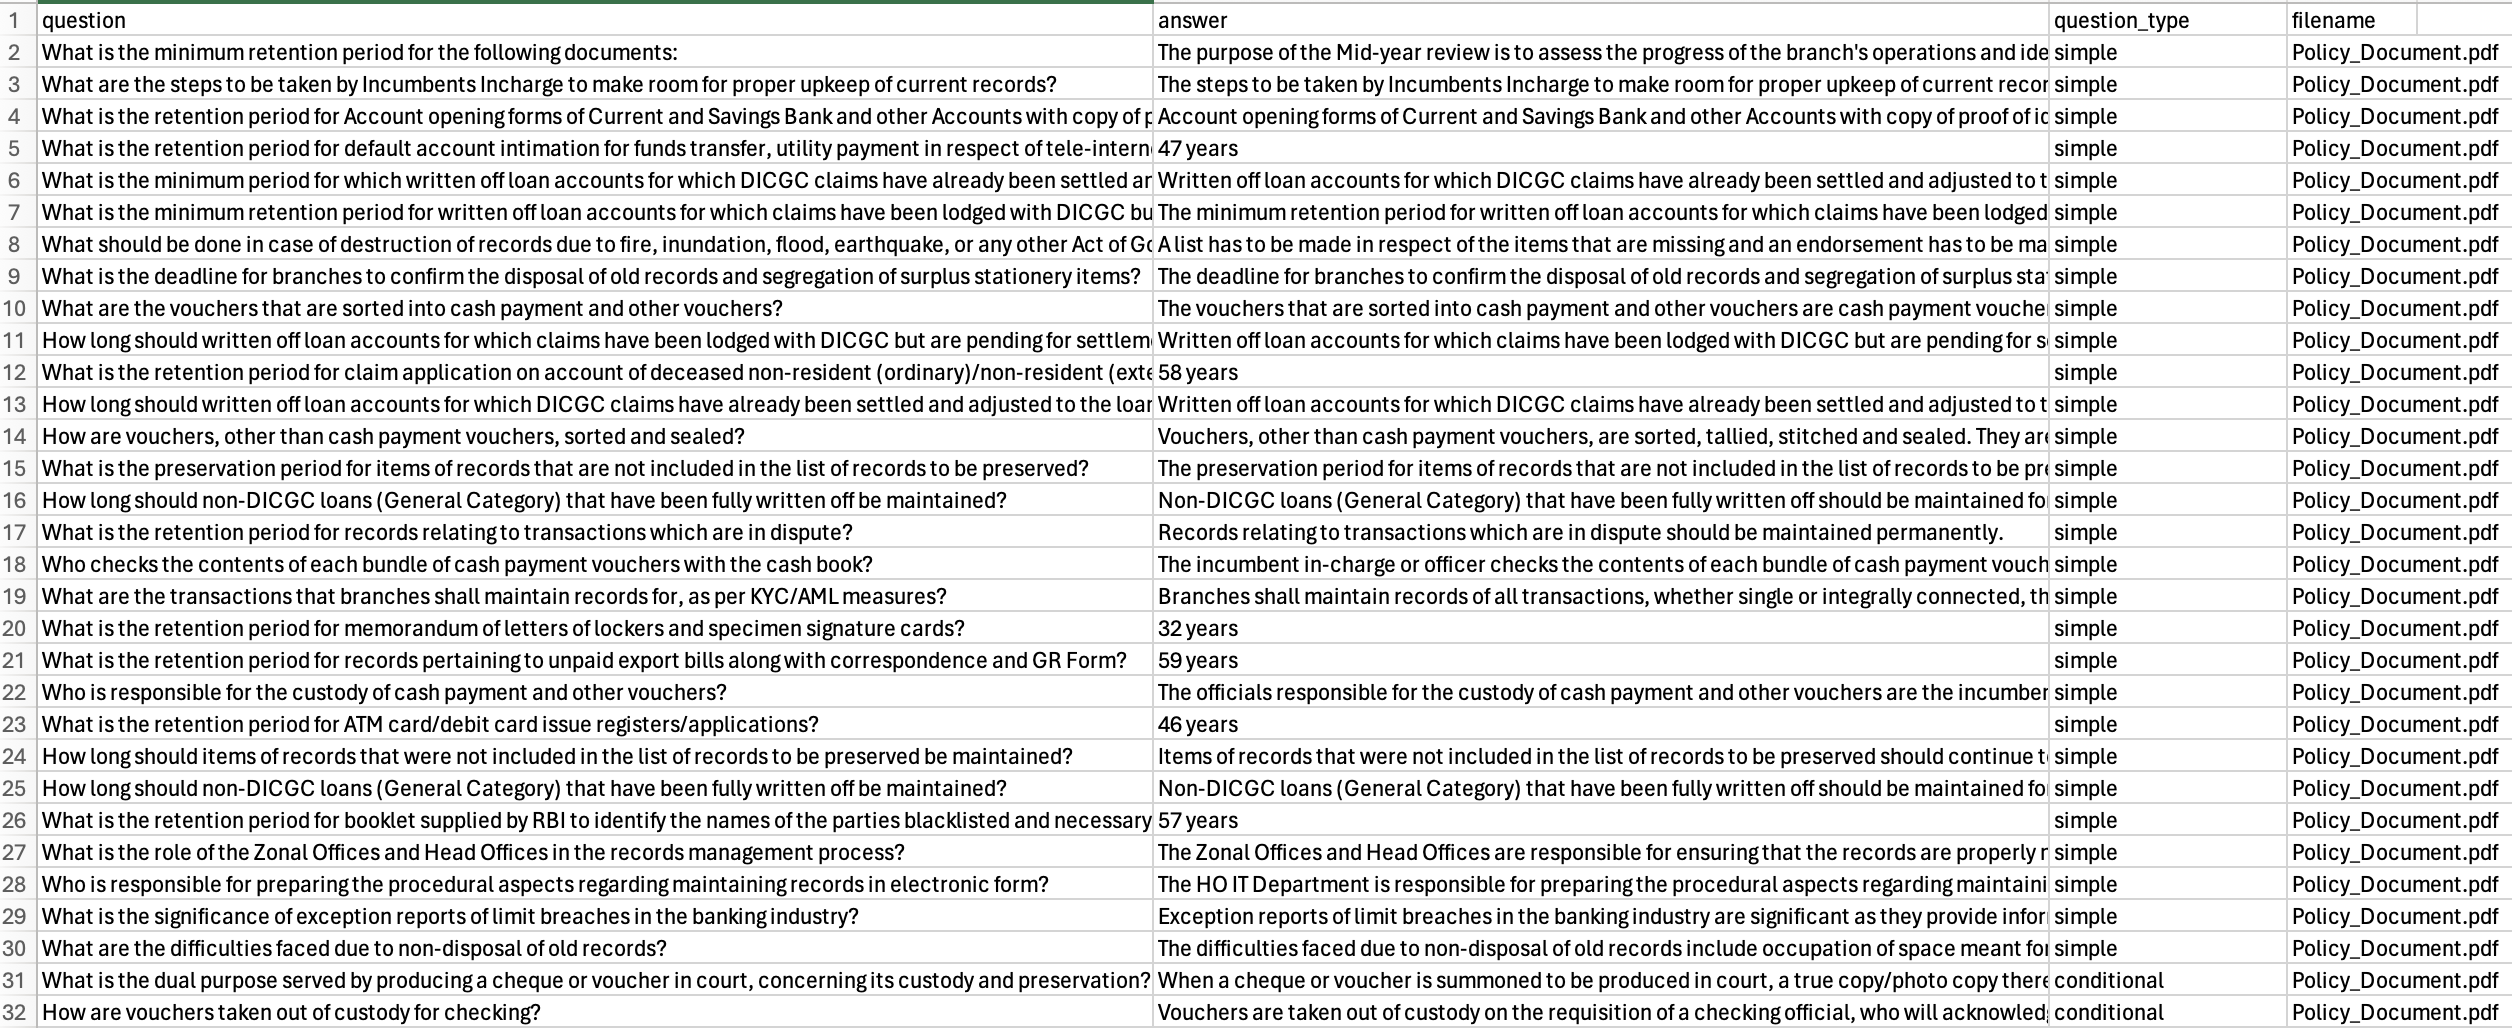 1 question answer question_type filename
2 What is the minimum retention period for the following documents: The purpose of the Mid-year review is to assess the progress of the branch's operations and ide simple Policy_Document.pdf
3 What are the steps to be taken by Incumbents Incharge to make room for proper upkeep of current records? The steps to be taken by Incumbents Incharge to make room for proper upkeep of current recor simple Policy_Document.pdf
4 What is the retention period for Account opening forms of Current and Savings Bank and other Accounts with copy of p Account opening forms of Current and Savings Bank and other Accounts with copy of proof of ic simple Policy_Document.pdf
5 What is the retention period for default account intimation for funds transfer, utility payment in respect of tele-intern 47 years simple Policy_Document.pdf
6 What is the minimum period for which written off loan accounts for which DICGC claims have already been settled ar Written off loan accounts for which DICGC claims have already been settled and adjusted to t simple Policy_Document.pdf
7 What is the minimum retention period for written off loan accounts for which claims have been lodged with DICGC bu The minimum retention period for written off loan accounts for which claims have been lodged simple Policy_Document.pdf
8 What should be done in case of destruction of records due to fire, inundation, flood, earthquake, or any other Act of Go A list has to be made in respect of the items that are missing and an endorsement has to be ma simple Policy_Document.pdf
9 What is the deadline for branches to confirm the disposal of old records and segregation of surplus stationery items? The deadline for branches to confirm the disposal of old records and segregation of surplus sta simple Policy_Document.pdf
10 What are the vouchers that are sorted into cash payment and other vouchers? The vouchers that are sorted into cash payment and other vouchers are cash payment vouche simple Policy_Document.pdf
11 How long should written off loan accounts for which claims have been lodged with DICGC but are pending for settlem Written off loan accounts for which claims have been lodged with DICGC but are pending for s simple Policy_Document.pdf
12 What is the retention period for claim application on account of deceased non-resident (ordinary)/non-resident (exte 58 years simple Policy_Document.pdf
13 How long should written off loan accounts for which DICGC claims have already been settled and adjusted to the loar Written off loan accounts for which DICGC claims have already been settled and adjusted to t simple Policy_Document.pdf
14 How are vouchers, other than cash payment vouchers, sorted and sealed? Vouchers, other than cash payment vouchers, are sorted, tallied, stitched and sealed. They are simple Policy_Document.pdf
15 What is the preservation period for items of records that are not included in the list of records to be preserved? The preservation period for items of records that are not included in the list of records to be pre simple Policy_Document.pdf
16 How long should non-DICGC loans (General Category) that have been fully written off be maintained? Non-DICGC loans (General Category) that have been fully written off should be maintained fo simple Policy_Document.pdf
17 What is the retention period for records relating to transactions which are in dispute? Records relating to transactions which are in dispute should be maintained permanently. simple Policy_Document.pdf
18 Who checks the contents of each bundle of cash payment vouchers with the cash book? The incumbent in-charge or officer checks the contents of each bundle of cash payment vouch simple Policy_Document.pdf
19 What are the transactions that branches shall maintain records for, as per KYC/AML measures? Branches shall maintain records of all transactions, whether single or integrally connected, th simple Policy_Document.pdf
20 What is the retention period for memorandum of letters of lockers and specimen signature cards? 32 years simple Policy_Document.pdf
21 What is the retention period for records pertaining to unpaid export bills along with correspondence and GR Form? 59 years simple Policy_Document.pdf
22 Who is responsible for the custody of cash payment and other vouchers? The officials responsible for the custody of cash payment and other vouchers are the incumber simple Policy_Document.pdf
23 What is the retention period for ATM card/debit card issue registers/applications? 46 years simple Policy_Document.pdf
24 How long should items of records that were not included in the list of records to be preserved be maintained? Items of records that were not included in the list of records to be preserved should continue t simple Policy_Document.pdf
25 How long should non-DICGC loans (General Category) that have been fully written off be maintained? Non-DICGC loans (General Category) that have been fully written off should be maintained fo simple Policy_Document.pdf
26 What is the retention period for booklet supplied by RBI to identify the names of the parties blacklisted and necessary 57 years simple Policy_Document.pdf
27 What is the role of the Zonal Offices and Head Offices in the records management process? The Zonal Offices and Head Offices are responsible for ensuring that the records are properly r simple Policy_Document.pdf
28 Who is responsible for preparing the procedural aspects regarding maintaining records in electronic form? The HO IT Department is responsible for preparing the procedural aspects regarding maintaini simple Policy_Document.pdf
29 What is the significance of exception reports of limit breaches in the banking industry? Exception reports of limit breaches in the banking industry are significant as they provide infor simple Policy_Document.pdf
30 What are the difficulties faced due to non-disposal of old records? The difficulties faced due to non-disposal of old records include occupation of space meant fo simple Policy_Document.pdf
31 What is the dual purpose served by producing a cheque or voucher in court, concerning its custody and preservation? When a cheque or voucher is summoned to be produced in court, a true copy/photo copy there conditional Policy_Document.pdf
32 How are vouchers taken out of custody for checking? Vouchers are taken out of custody on the requisition of a checking official, who will acknowled conditional Policy_Document.pdf